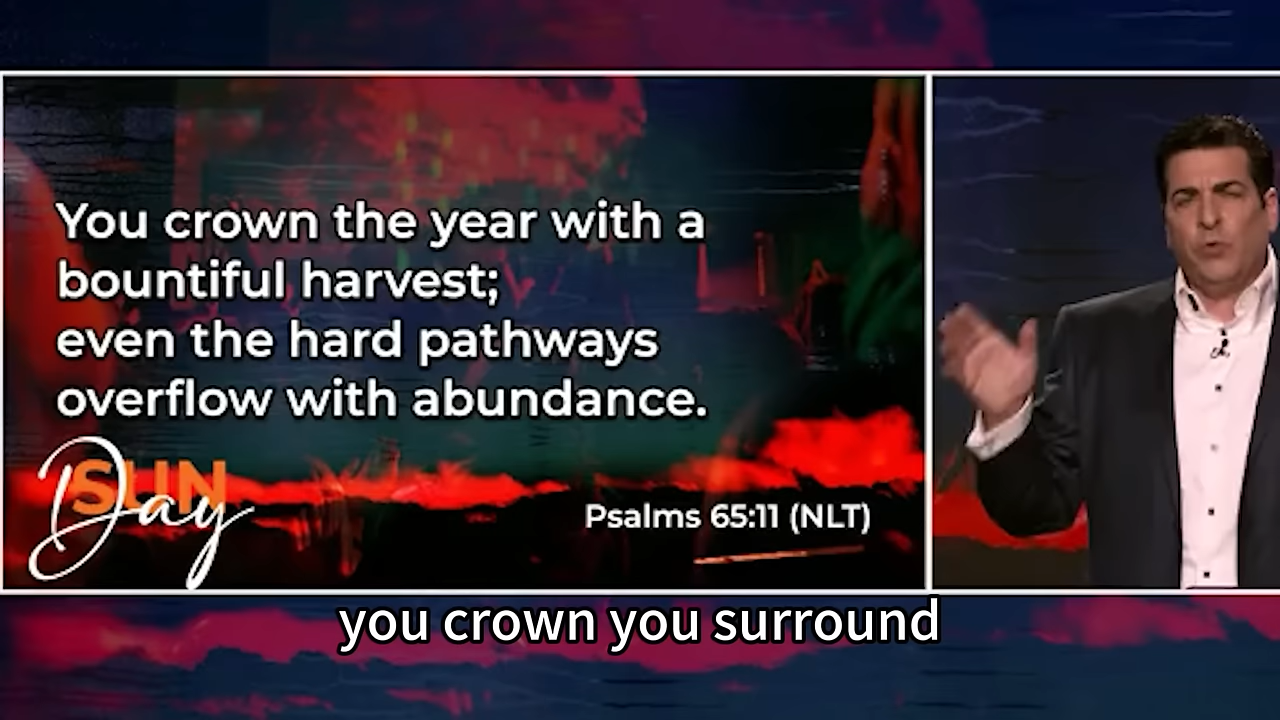 You crown the year with a
bountiful harvest;
even the hard pathways
overflow with abundance.
SUN
Day
Psalms 65:11 (NLT)
you crown you surround